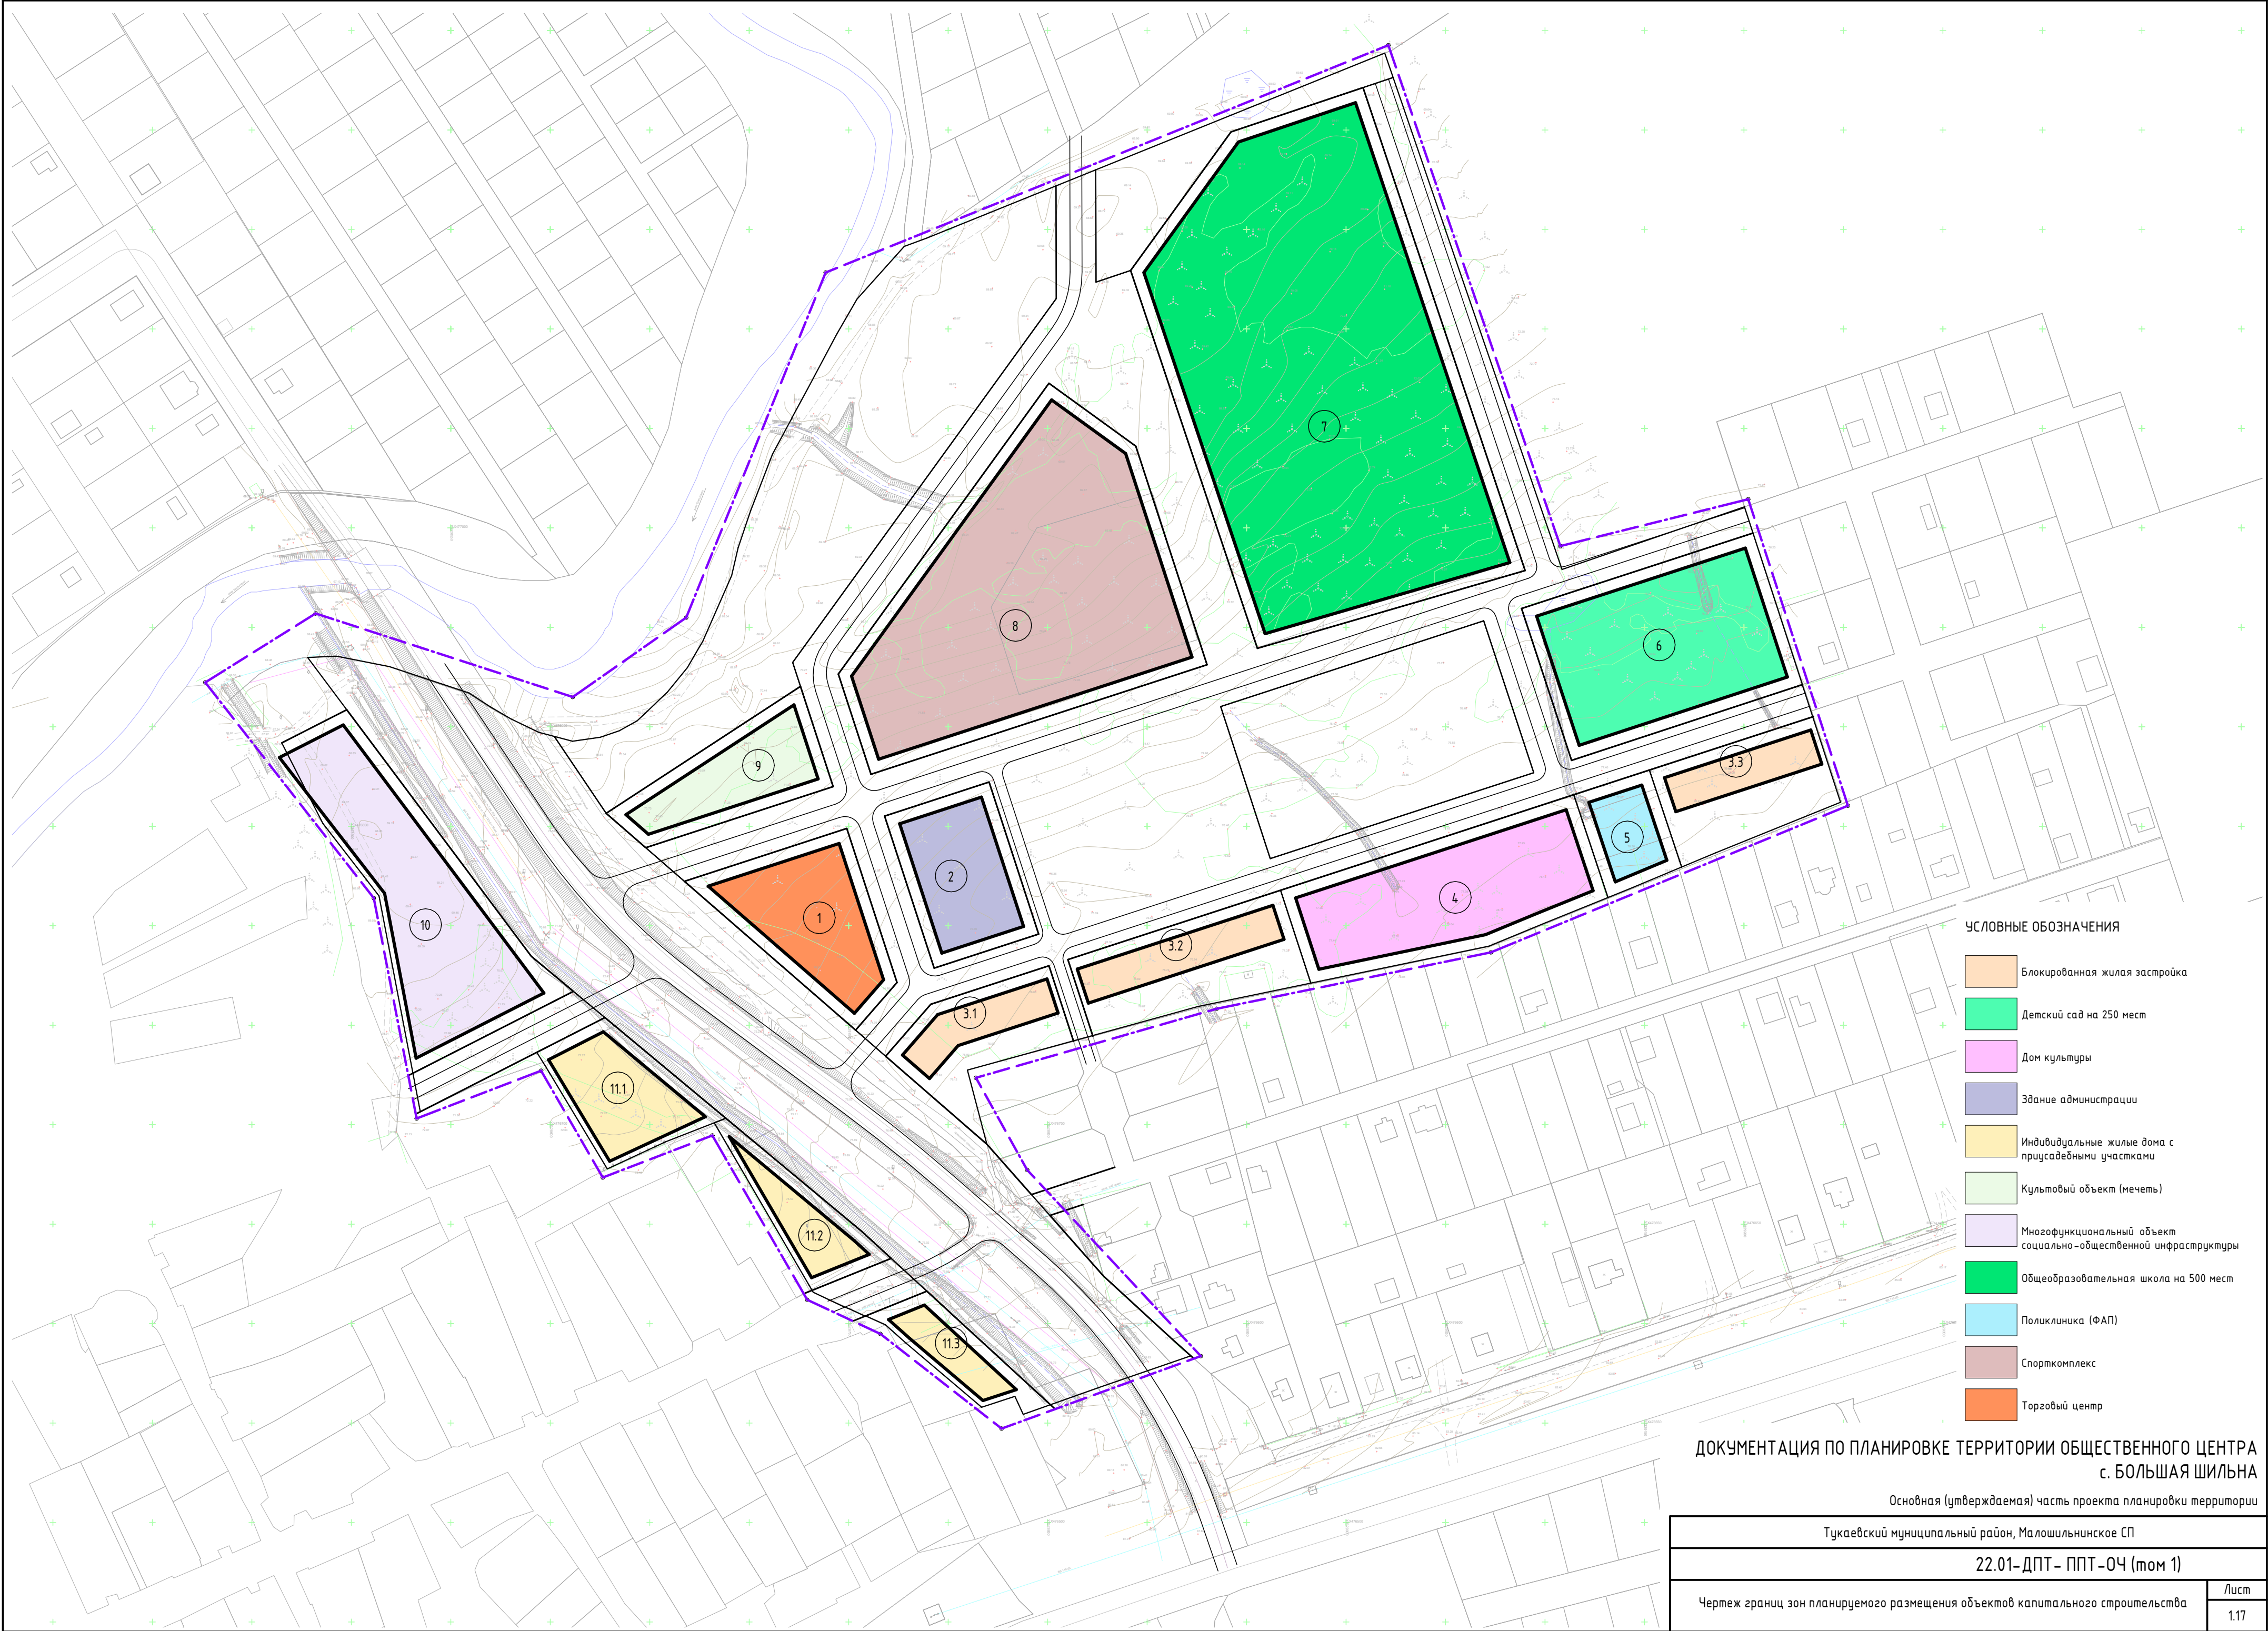 7
8
6
9
3.3
5
2
4
1
10
3.2
3.1
11.1
11.2
11.3
УСЛОВНЫЕ ОБОЗНАЧЕНИЯ
Блокированная жилая застройка
Детский сад на 250 мест
Дом культуры
Здание администрации
Индивидуальные жилые дома с
приусадебными участками
Культовый объект (мечеть)
Многофункциональный объект
социально-общественной инфраструктуры
Общеобразовательная школа на 500 мест
Поликлиника (ФАП)
Спорткомплекс
Торговый центр
ДОКУМЕНТАЦИЯ ПО ПЛАНИРОВКЕ ТЕРРИТОРИИ ОБЩЕСТВЕННОГО ЦЕНТРА
с. БОЛЬШАЯ ШИЛЬНА
Основная (утверждаемая) часть проекта планировки территории
Тукаевский муниципальный район, Малошильнинское СП
22.01-ДПТ- ППТ-ОЧ (том 1)
Чертеж границ зон планируемого размещения объектов капитального строительства
Лист
1.17